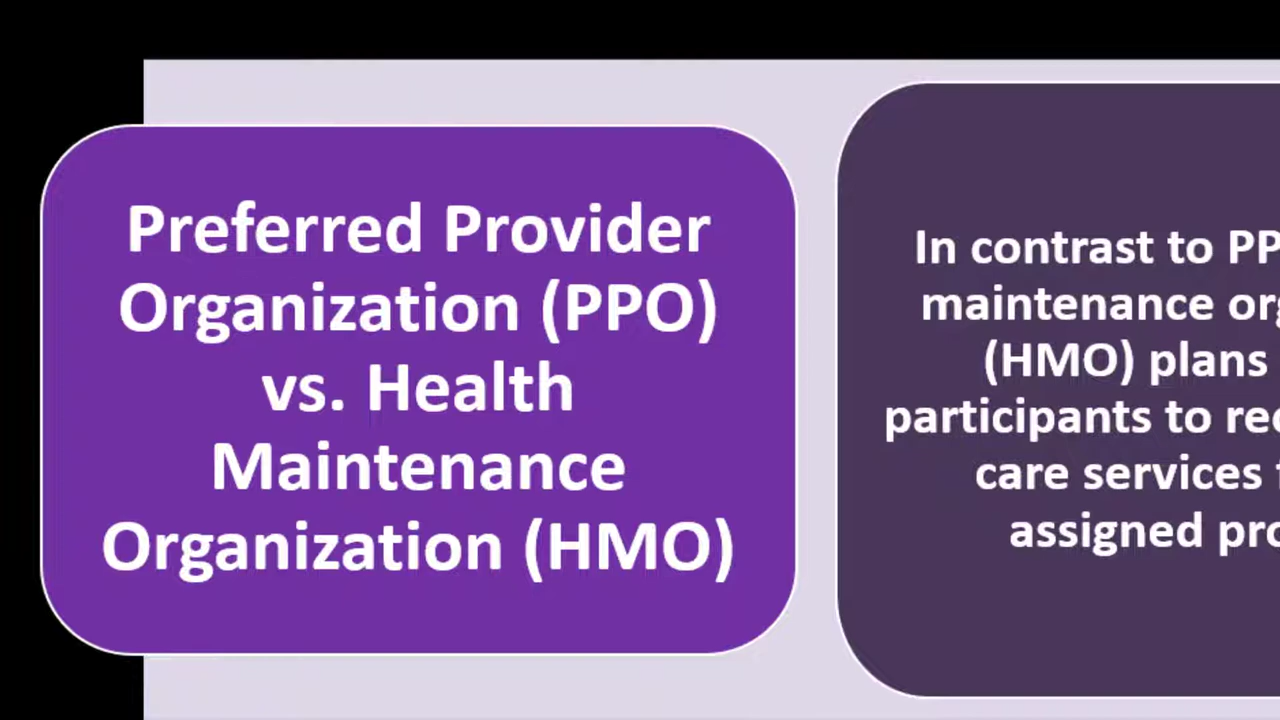 Preferred Provider
Organization (PPO)
vs. Health
Maintenance
Organization (HMO)
In contrast to
maintenance
(HMO) plans
participants to
care services
assigned